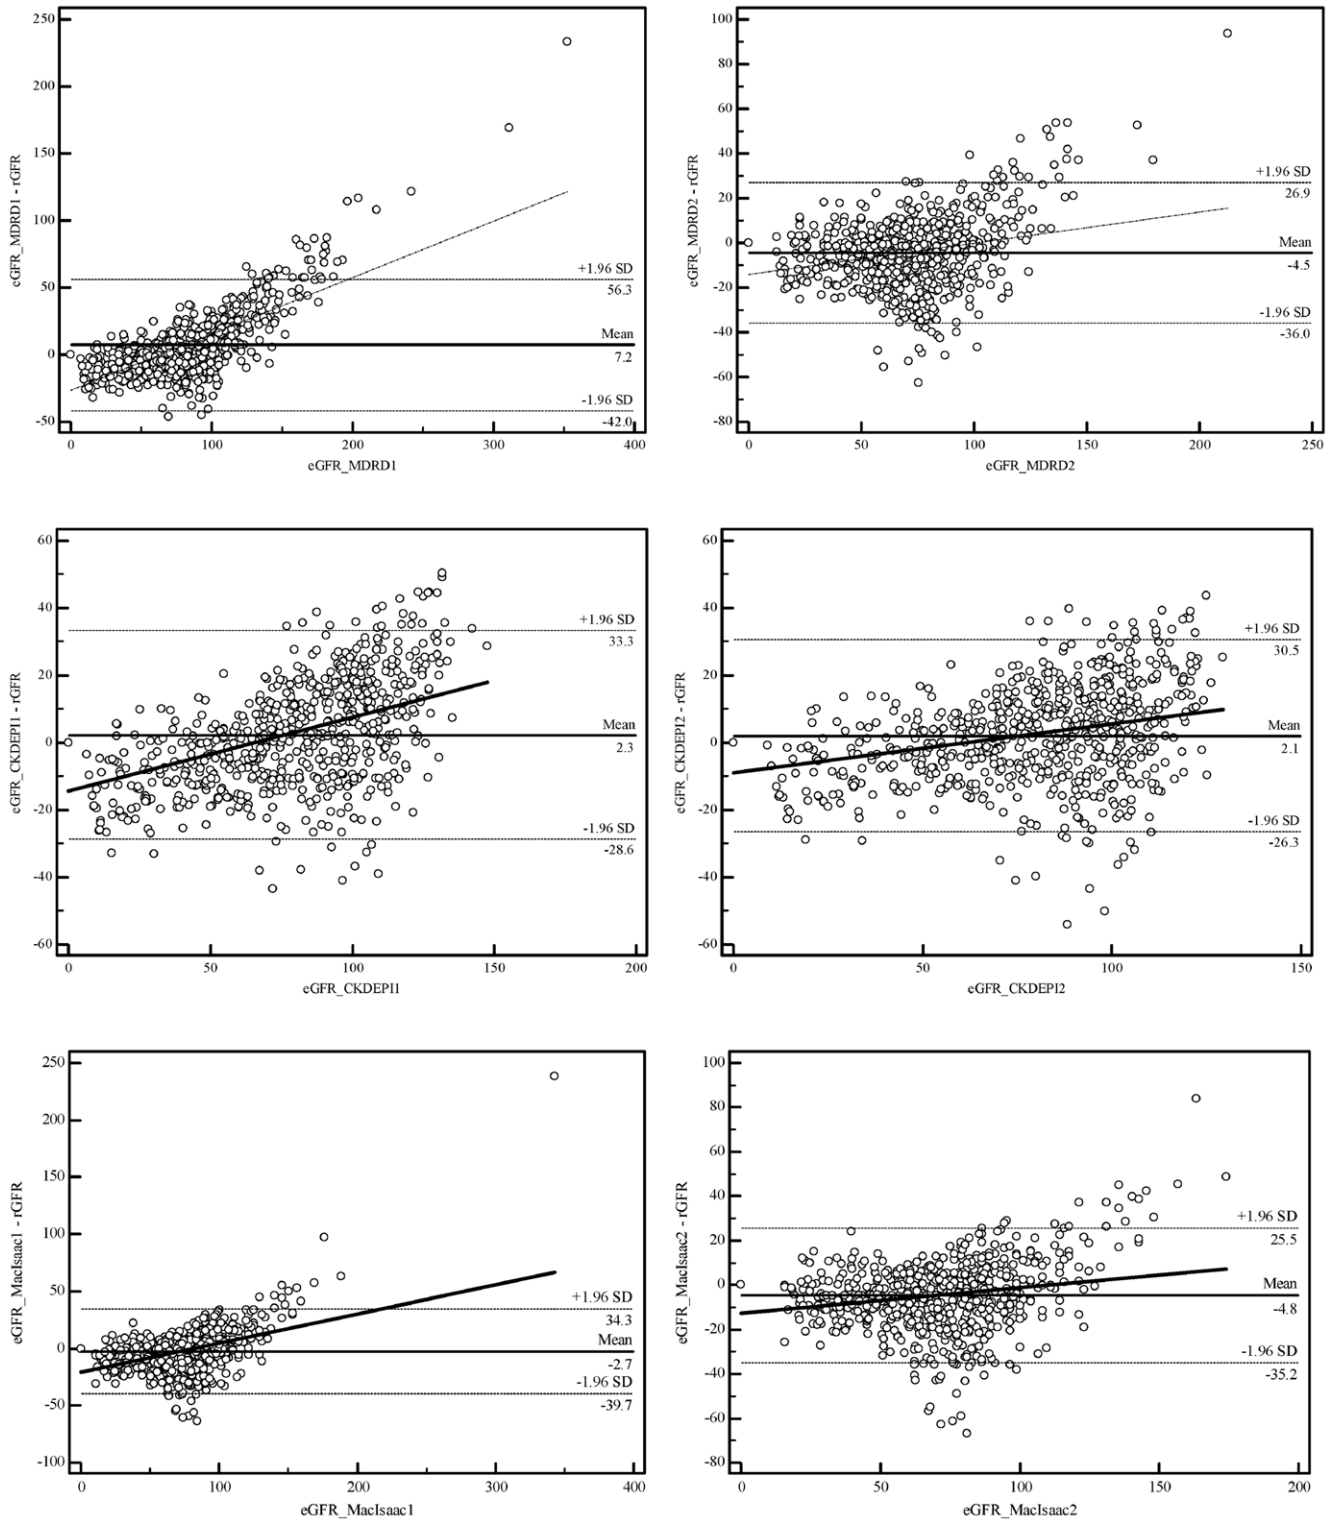 250
200
150
100
50
0
-50
eGFR_MDRD1 - rGFR
+1.96 SD
56.3
Mean
7.2
-1.96 SD
-42.0
0 100 200 300 400
eGFR_MDRD1
100
80
60
40
20
0
-20
-40
-60
-80
eGFR_MDRD2 - rGFR
+1.96 SD
26.9
Mean
-4.5
-1.96 SD
-36.0
0 50 100 150 200 250
eGFR_MDRD2
60
40
20
0
-20
-40
-60
eGFR_CKDEPI1 - rGFR
+1.96 SD
33.3
Mean
2.3
-1.96 SD
-28.6
0 50 100 150 200
eGFR_CKDEPI1
60
40
20
0
-20
-40
-60
eGFR_CKDEPI2 - rGFR
+1.96 SD
30.5
Mean
2.1
-1.96 SD
-26.3
0 50 100 150
eGFR_CKDEPI2
250
200
150
100
50
0
-50
-100
eGFR_MacIsaac1 - rGFR
+1.96 SD
34.3
Mean
-2.7
-1.96 SD
-39.7
0 100 200 300 400
eGFR_MacIsaac1
100
80
60
40
20
0
-20
-40
-60
-80
eGFR_MacIsaac2 - rGFR
+1.96 SD
25.5
Mean
-4.8
-1.96 SD
-35.2
0 50 100 150 200
eGFR_MacIsaac2